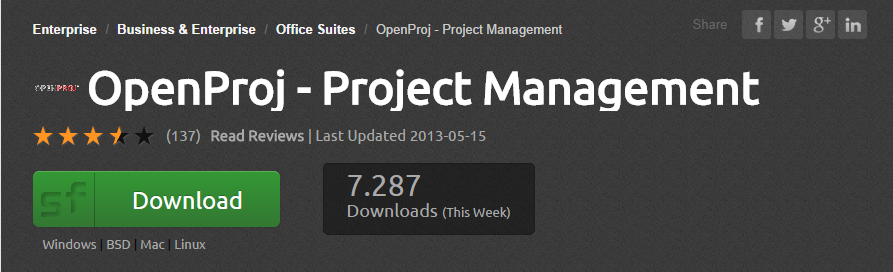 Enterprise / Business & Enterprise / Office Suites / OpenProj - Project Management
Share
OPENPROJ
OpenProj - Project Management
(137) Read Reviews | Last Updated 2013-05-15
sf Download
7.287
Downloads (This Week)
Windows | BSD | Mac | Linux